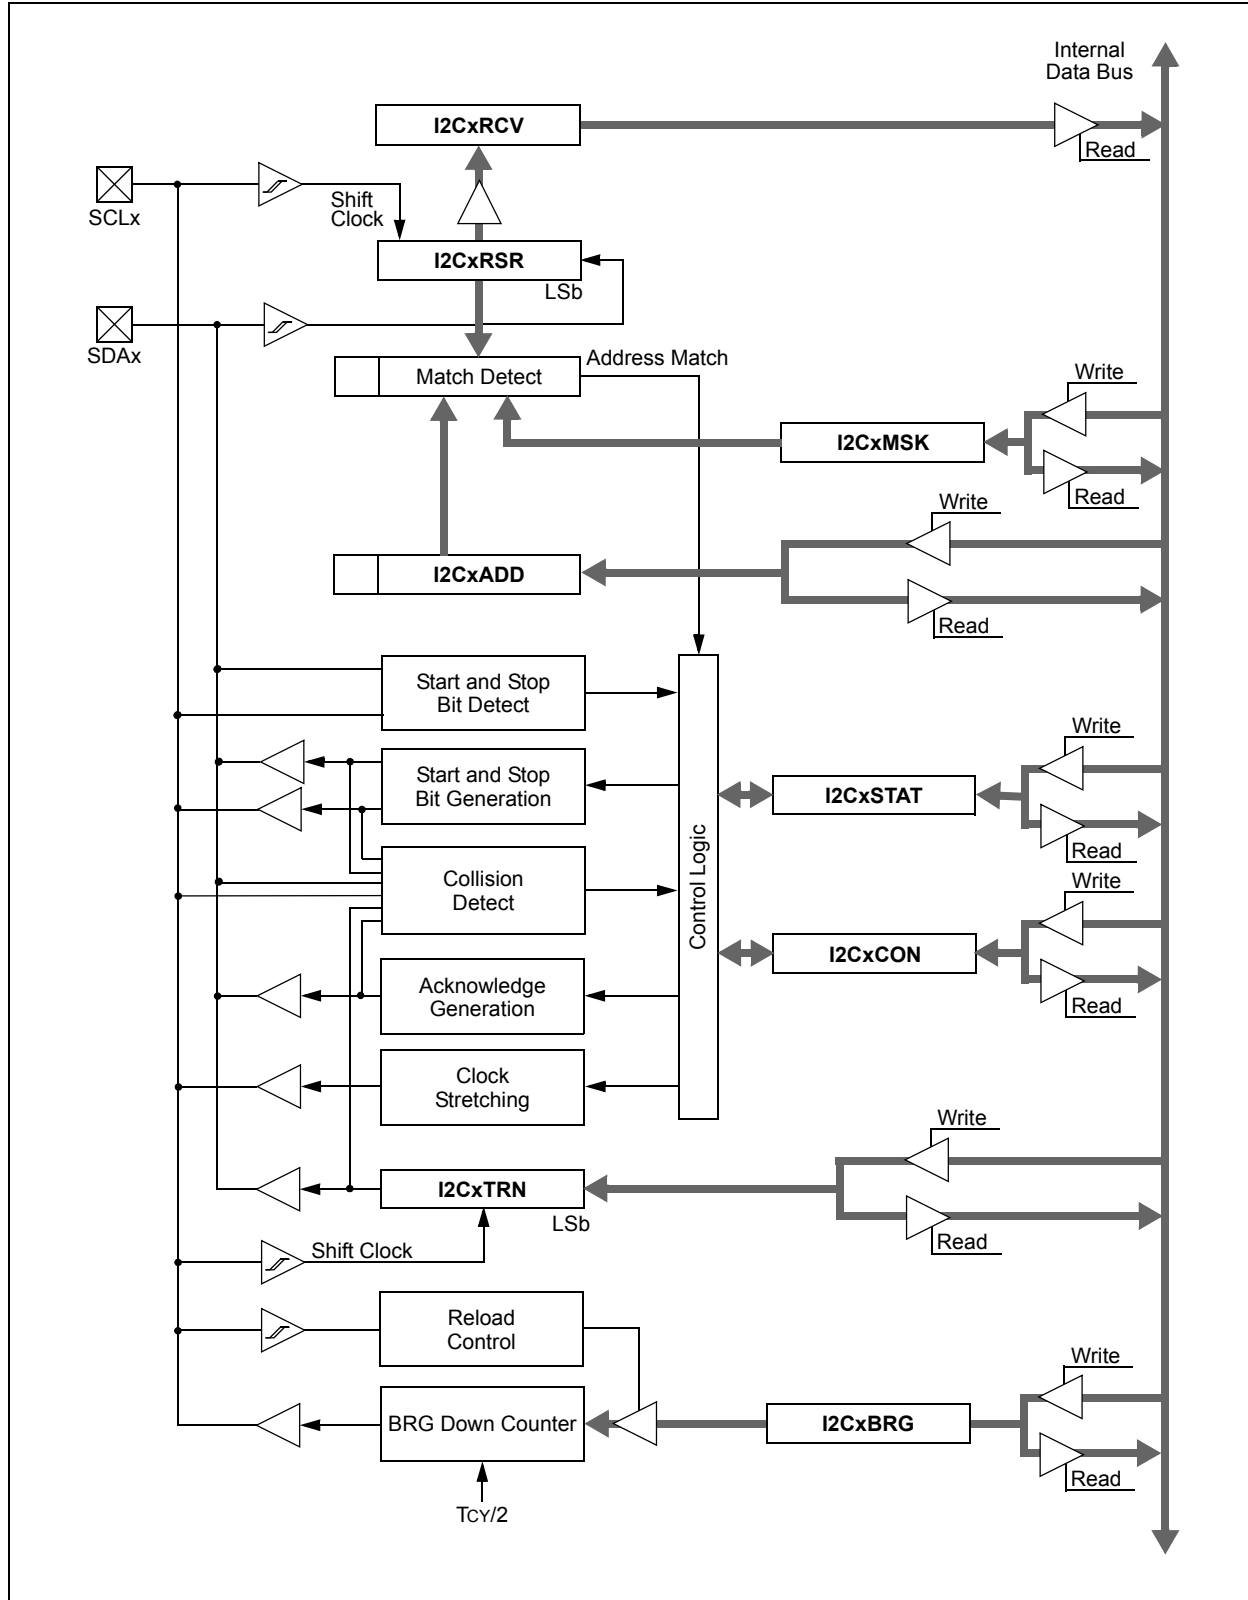 Internal
Data Bus
I2CxRCV
Read
SCLx
Shift
Clock
I2CxRSR
LSb
SDAx
Match Detect
Address Match
Write
I2CxMSK
Read
Write
I2CxADD
Read
Start and Stop
Bit Detect
Start and Stop
Bit Generation
Write
I2CxSTAT
Read
Collision
Detect
Control Logic
Write
I2CxCON
Read
Acknowledge
Generation
Clock
Stretching
Write
I2CxTRN
LSb
Read
Shift Clock
Reload
Control
Write
BRG Down Counter
I2CxBRG
Read
TCY/2